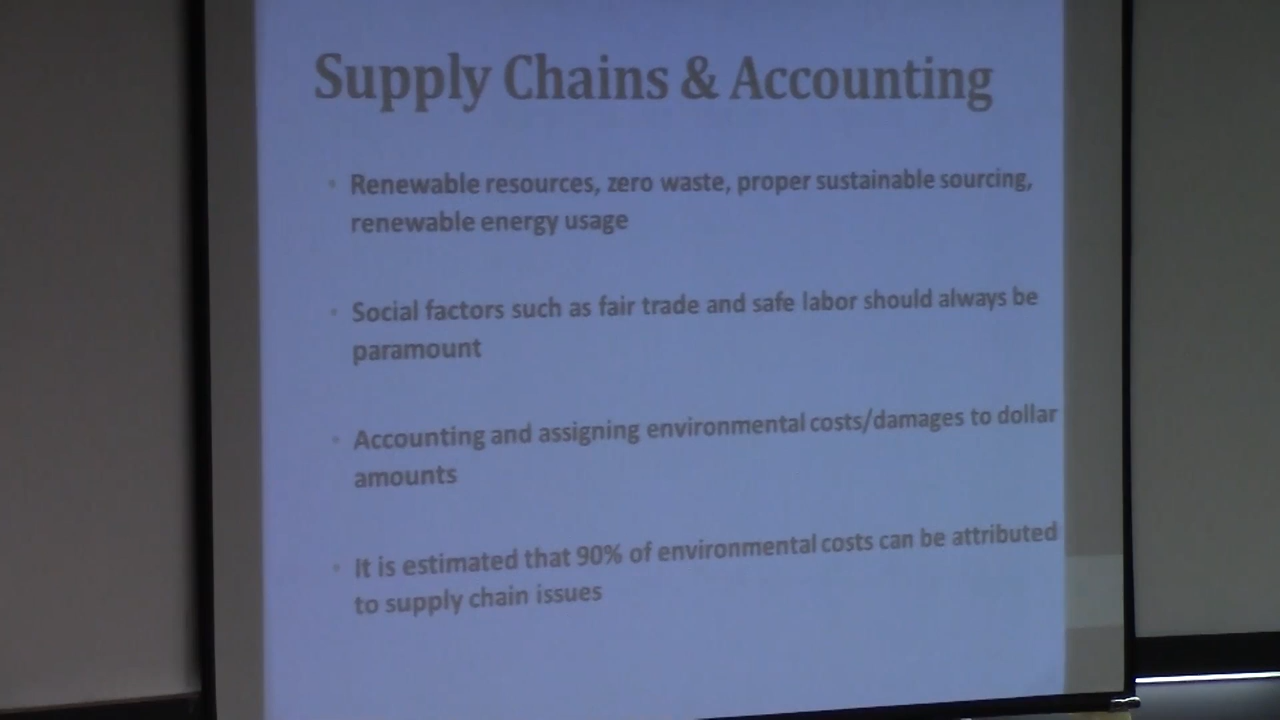 Supply Chains & Accounting
• Renewable resources, zero waste, proper sustainable sourcing,
renewable energy usage
• Social factors such as fair trade and safe labor should always be
paramount
• Accounting and assigning environmental costs/damages to dollar
amounts
• It is estimated that 90% of environmental costs can be attributed
to supply chain issues